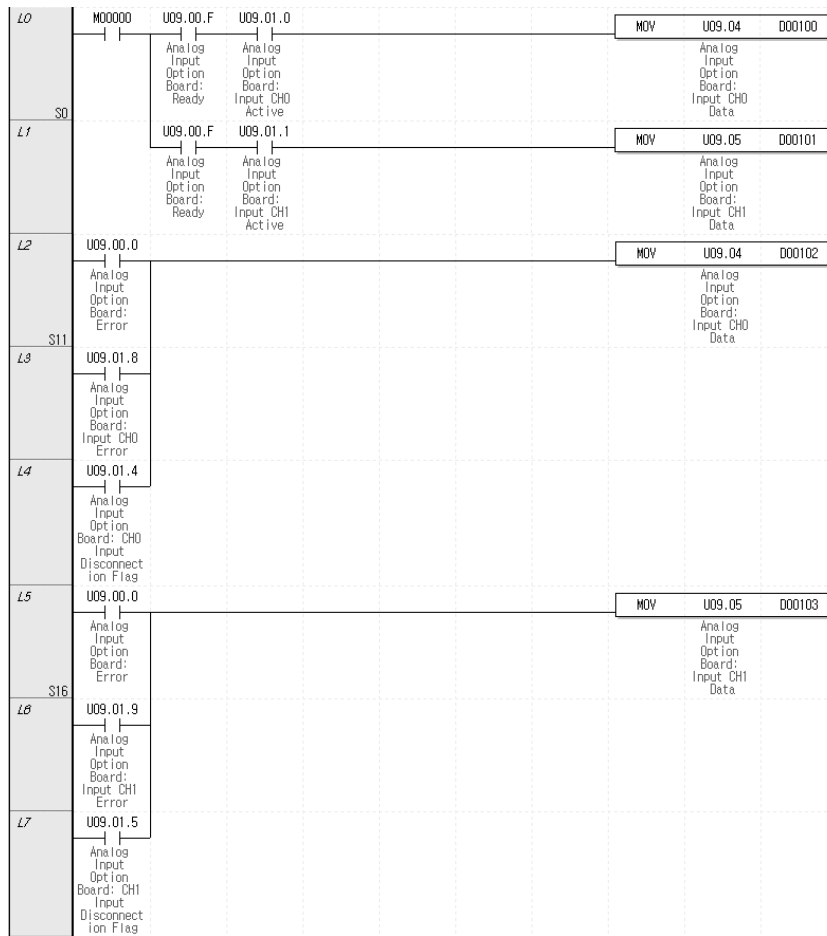 L0
M00000 U09.00.F U09.01.0
MOV U09.04 D00100
Analog Analog Analog
Input Input Input
Option Option Option
Board: Board: Board:
Ready Input CH0 Input CH0
Active Data
S0
L1
U09.00.F U09.01.1
MOV U09.05 D00101
Analog Analog Analog
Input Input Input
Option Option Option
Board: Board: Board:
Ready Input CH1 Input CH1
Active Data
L2
U09.00.0
MOV U09.04 D00102
Analog Analog
Input Input
Option Option
Board: Board:
Error Input CH0
Data
S11
L3
U09.01.8
Analog
Input
Option
Board:
Input CH0
Error
L4
U09.01.4
Analog
Input
Option
Board: CH0
Input
Disconnect
ion Flag
L5
U09.00.0
MOV U09.05 D00103
Analog Analog
Input Input
Option Option
Board: Board:
Error Input CH1
Data
S16
L6
U09.01.9
Analog
Input
Option
Board:
Input CH1
Error
L7
U09.01.5
Analog
Input
Option
Board: CH1
Input
Disconnect
ion Flag